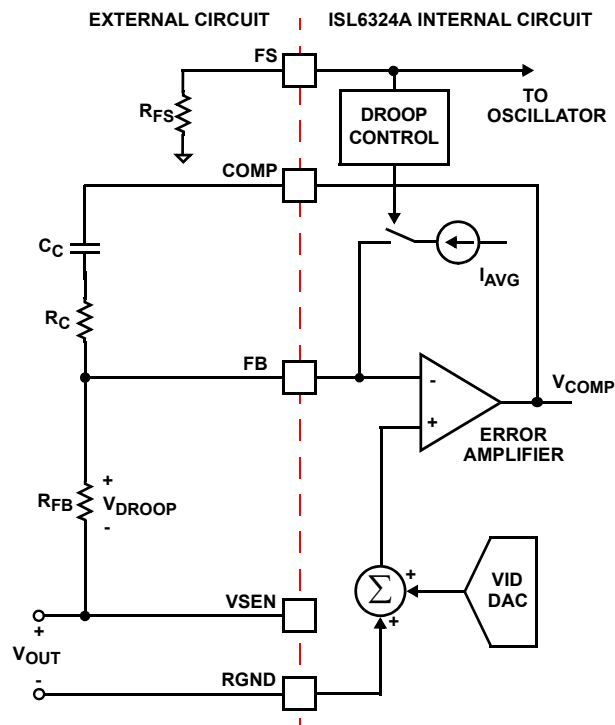 EXTERNAL CIRCUIT
ISL6324A INTERNAL CIRCUIT
FS
RFS
DROOP
CONTROL
TO
OSCILLATOR
COMP
CC
RC
IAVG
FB
-
+
VCOMP
ERROR
AMPLIFIER
RFB
+
VDROOP
-
VSEN
Σ
+
+
VID
DAC
+
VOUT
-
RGND